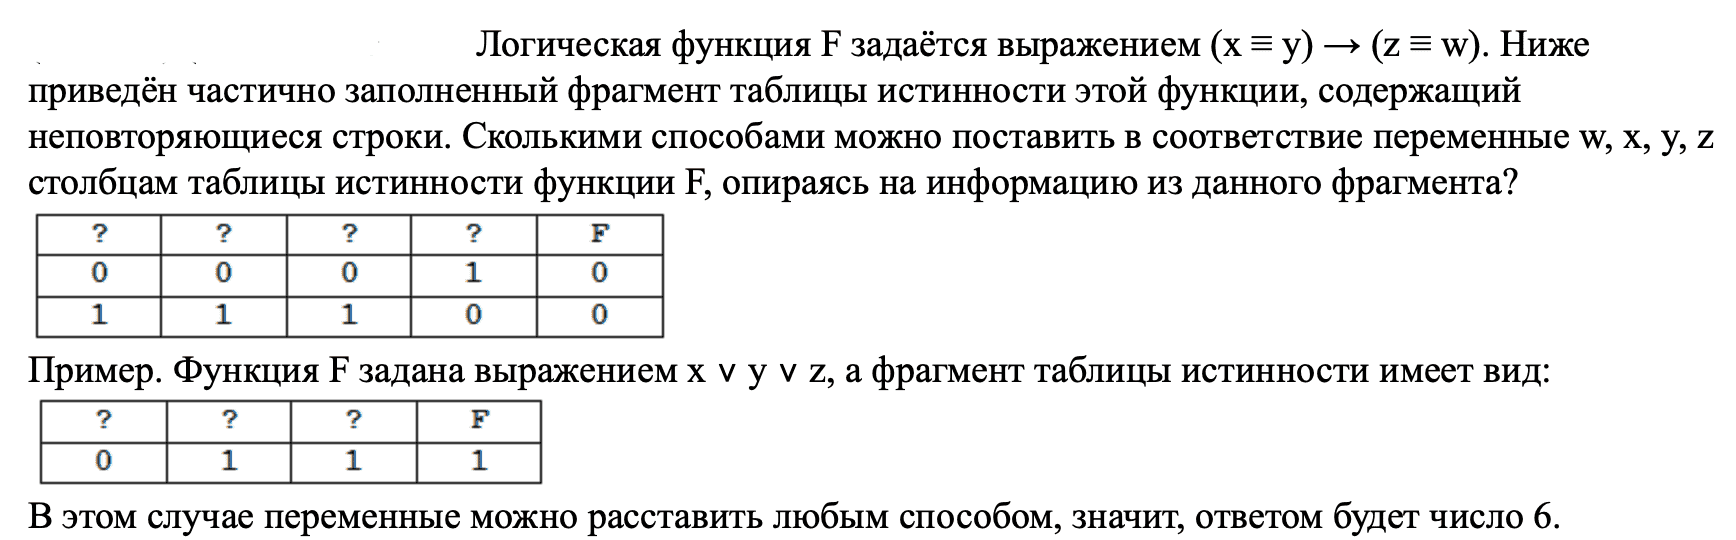 Логическая функция F задаётся выражением (x ≡ y) → (z ≡ w). Ниже
приведён частично заполненный фрагмент таблицы истинности этой функции, содержащий
неповторяющиеся строки. Сколькими способами можно поставить в соответствие переменные w, x, y, z
столбцам таблицы истинности функции F, опираясь на информацию из данного фрагмента?
? ? ? ? F
0 0 0 1 0
1 1 1 0 0
Пример. Функция F задана выражением x ∨ y ∨ z, а фрагмент таблицы истинности имеет вид:
? ? ? F
0 1 1 1
В этом случае переменные можно расставить любым способом, значит, ответом будет число 6.